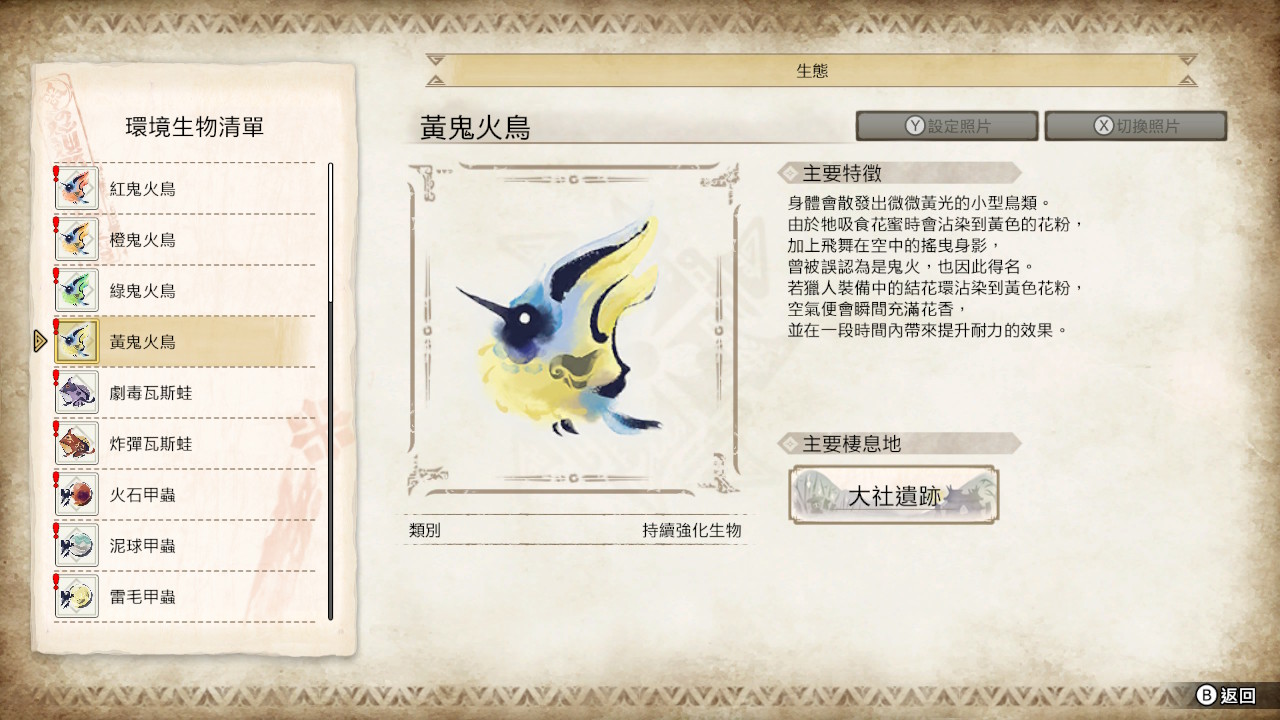 生態
環境生物清單
紅鬼火鳥
橙鬼火鳥
綠鬼火鳥
黃鬼火鳥
劇毒瓦斯蛙
炸彈瓦斯蛙
火石甲蟲
泥球甲蟲
雷毛甲蟲
黃鬼火鳥
Y設定照片
X切換照片
類別
持續強化生物
主要特徵
身體會散發出微微黃光的小型鳥類。
由於牠吸食花蜜時會沾染到黃色的花粉，
加上飛舞在空中的搖曳身影，
曾被誤認為是鬼火，也因此得名。
若獵人裝備中的結花環沾染到黃色花粉，
空氣便會瞬間充滿花香，
並在一段時間內帶來提升耐力的效果。
主要棲息地
大社遺跡
B返回